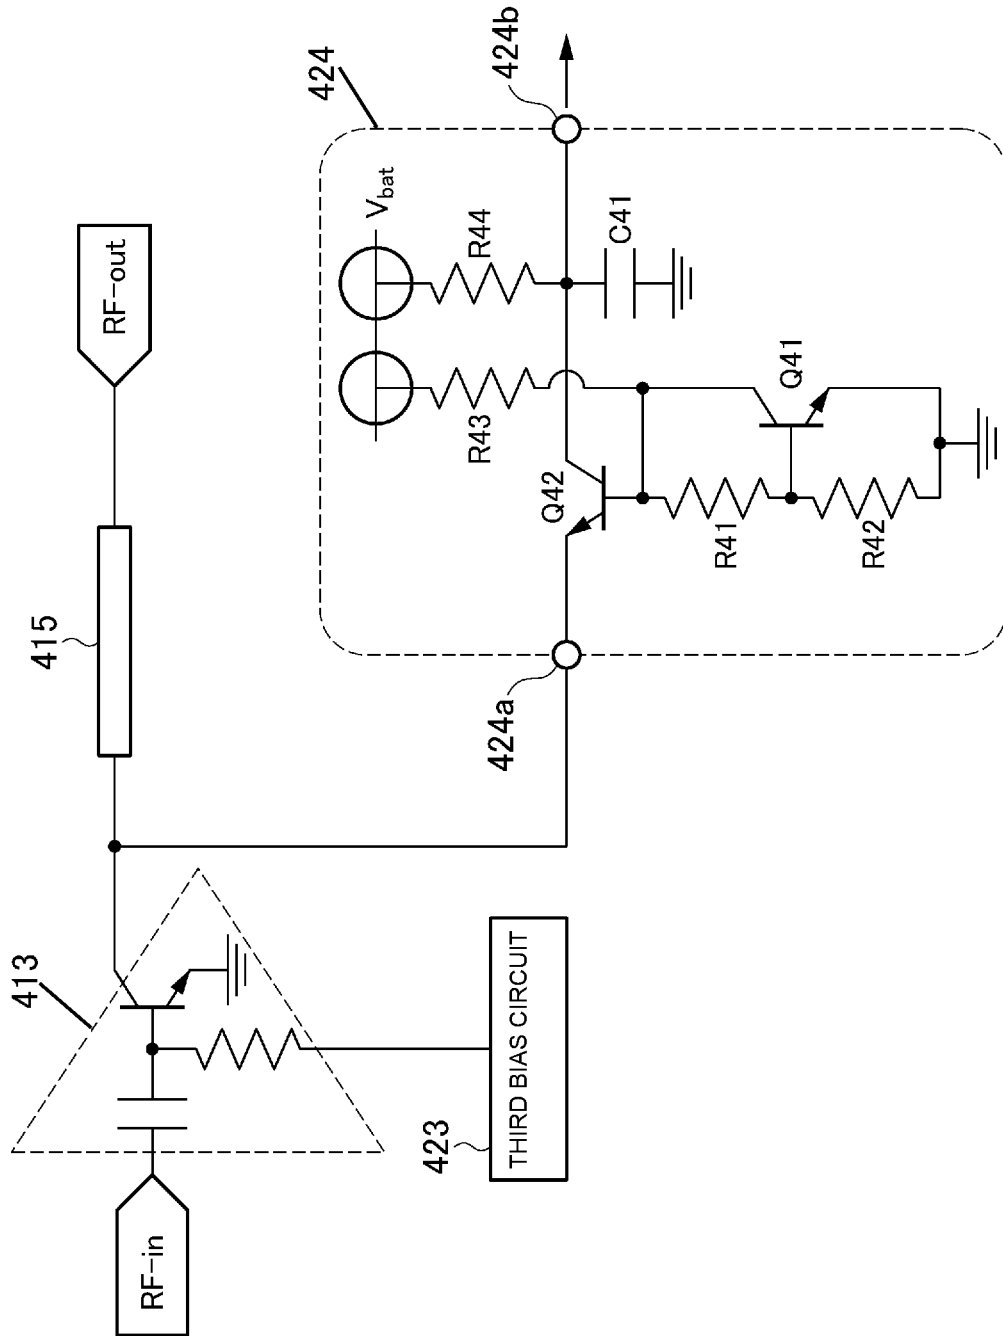 RF-in
413
423
THIRD BIAS CIRCUIT
415
RF-out
424
424a
424b
Vbat
R43
R44
Q42
C41
R41
R42
Q41